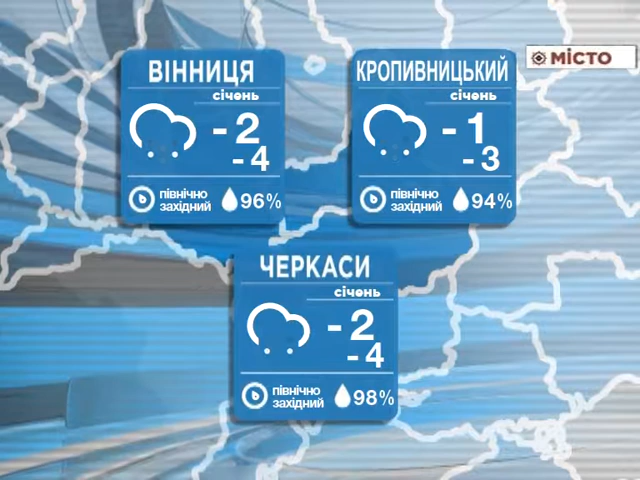 МІСТО
ВІННИЦЯ
січень
-2
-4
північно
західний
96%
КРОПИВНИЦЬКИЙ
січень
-1
-3
північно
західний
94%
ЧЕРКАСИ
січень
-2
-4
північно
західний
98%